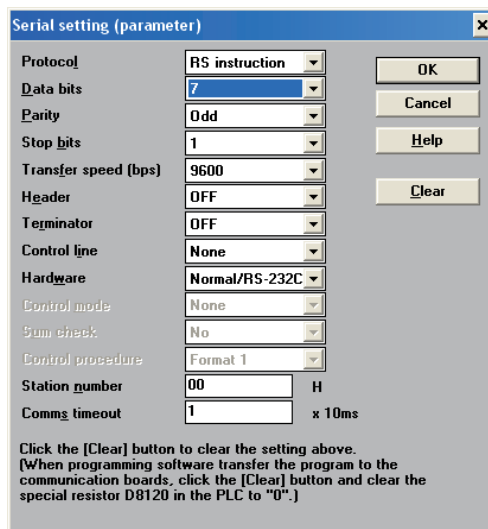 Serial setting (parameter)
Protocol RS instruction OK
Data bits 7
Cancel
Parity Odd
Stop bits 1 Help
Transfer speed (bps) 9600
Header OFF Clear
Terminator OFF
Control line None
Hardware Normal/RS-232C
Control mode None
Sum check No
Control procedure Format 1
Station number 00 H
Comms timeout 1 x 10ms
Click the [Clear] button to clear the setting above.
(When programming software transfer the program to the
communication boards, click the [Clear] button and clear the
special resistor D8120 in the PLC to "0".)